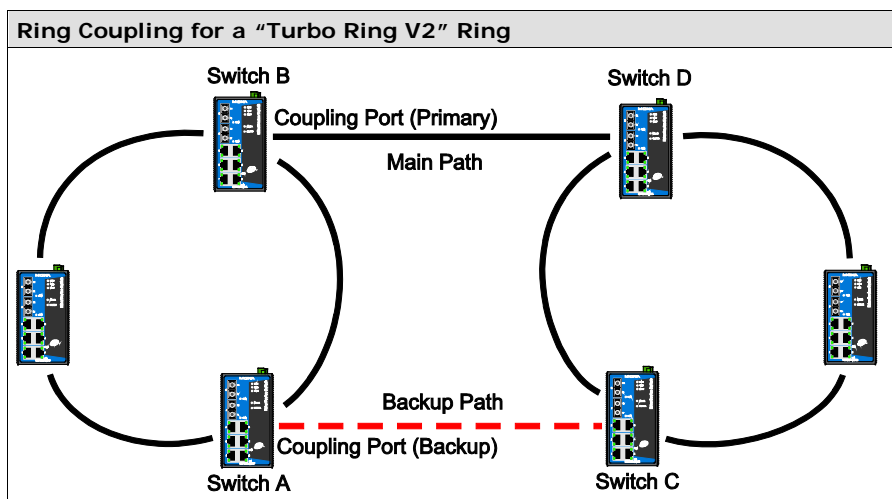 Ring Coupling for a “Turbo Ring V2” Ring
Switch B
Switch D
Coupling Port (Primary)
Main Path
Backup Path
Coupling Port (Backup)
Switch A
Switch C